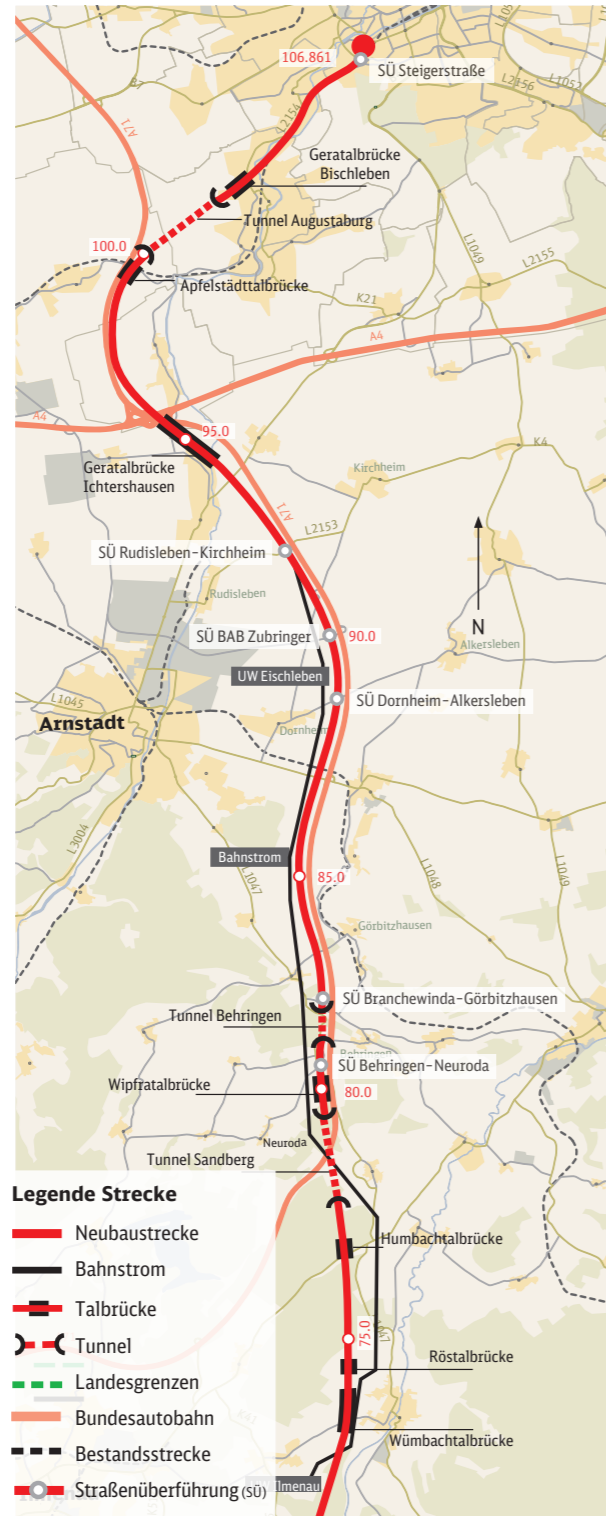 106.861
SÜ Steigerstraße
B7
L2156
L1052
A71
L2154
Geratalbrücke
Bischleben
Tunnel Augustaburg
100.0
L1049
L2155
Apfelstädttalbrücke
K21
A4
A4
95.0
K4
Geratalbrücke
Ichtershausen
Kirchheim
A71
L2153
SÜ Rudisleben–Kirchheim
Rudisleben
N
SÜ BAB Zubringer
90.0
Alkersleben
UW Eischleben
L1045
SÜ Dornheim–Alkersleben
Arnstadt
Dornheim
L3004
Bahnstrom
L1047
85.0
L1048
L1049
Görbitzhausen
SÜ Branchewinda–Görbitzhausen
Tunnel Behringen
Behringen
SÜ Behringen–Neuroda
Wipfratalbrücke
80.0
Neuroda
Tunnel Sandberg
Legende Strecke
Neubaustrecke
Humbachtalbrücke
Bahnstrom
Talbrücke
75.0
Tunnel
Röstalbrücke
Landesgrenzen
Bundesautobahn
Wümbachtalbrücke
Bestandsstrecke
Ilmenau
Straßenüberführung (SÜ)